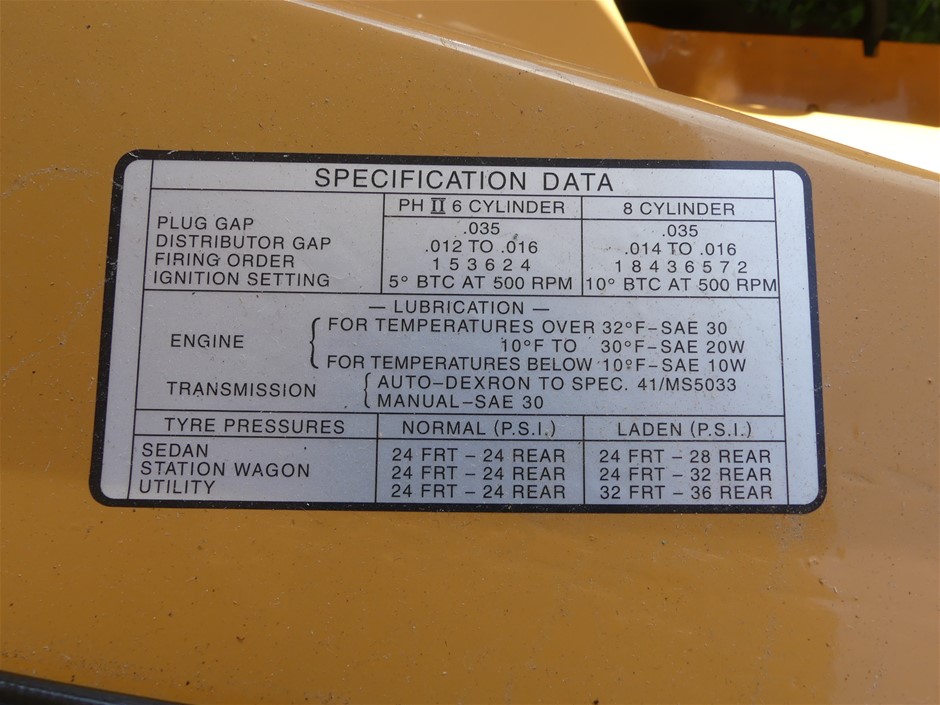 SPECIFICATION DATA
PH II 6 CYLINDER 8 CYLINDER
PLUG GAP .035 .035
DISTRIBUTOR GAP .012 TO .016 .014 TO .016
FIRING ORDER 1 5 3 6 2 4 1 8 4 3 6 5 7 2
IGNITION SETTING 5° BTC AT 500 RPM 10° BTC AT 500 RPM
— LUBRICATION —
ENGINE { FOR TEMPERATURES OVER 32°F–SAE 30
10°F TO 30°F–SAE 20W
FOR TEMPERATURES BELOW 10°F–SAE 10W
TRANSMISSION { AUTO–DEXRON TO SPEC. 41/MS5033
MANUAL–SAE 30
TYRE PRESSURES NORMAL (P.S.I.) LADEN (P.S.I.)
SEDAN 24 FRT – 24 REAR 24 FRT – 28 REAR
STATION WAGON 24 FRT – 24 REAR 24 FRT – 32 REAR
UTILITY 24 FRT – 24 REAR 32 FRT – 36 REAR